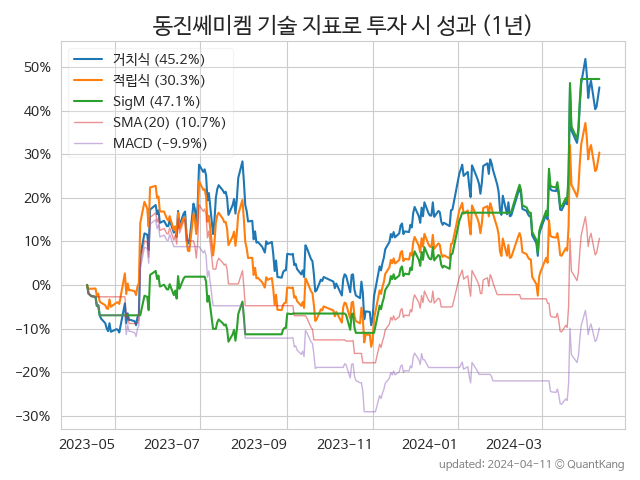 동진쎄미켐 기술 지표로 투자 시 성과 (1년)
거치식 (45.2%)
적립식 (30.3%)
SigM (47.1%)
SMA(20) (10.7%)
MACD (−9.9%)
50%
40%
30%
20%
10%
0%
−10%
−20%
−30%
2023-05
2023-07
2023-09
2023-11
2024-01
2024-03
updated: 2024-04-11 © QuantKang